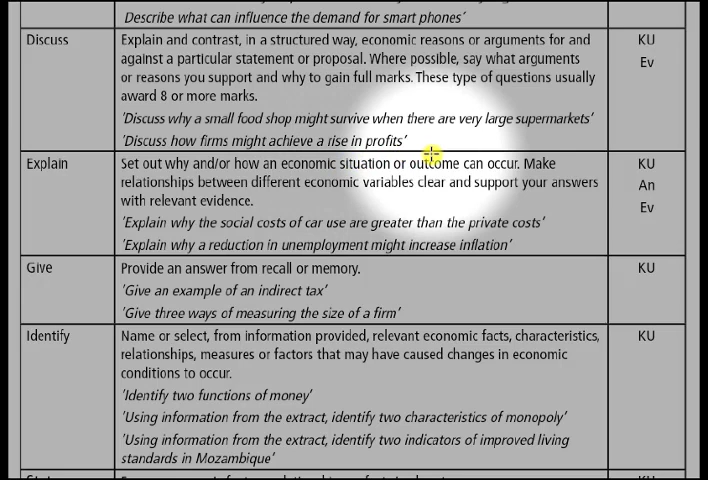 'Describe what can influence the demand for smart phones'
Discuss
Explain and contrast, in a structured way, economic reasons or arguments for and
against a particular statement or proposal. Where possible, say what arguments
or reasons you support and why to gain full marks. These type of questions usually
award 8 or more marks.
'Discuss why a small food shop might survive when there are very large supermarkets'
'Discuss how firms might achieve a rise in profits'
KU
Ev
Explain
Set out why and/or how an economic situation or outcome can occur. Make
relationships between different economic variables clear and support your answers
with relevant evidence.
'Explain why the social costs of car use are greater than the private costs'
'Explain why a reduction in unemployment might increase inflation'
KU
An
Ev
Give
Provide an answer from recall or memory.
'Give an example of an indirect tax'
'Give three ways of measuring the size of a firm'
KU
Identify
Name or select, from information provided, relevant economic facts, characteristics,
relationships, measures or factors that may have caused changes in economic
conditions to occur.
'Identify two functions of money'
'Using information from the extract, identify two characteristics of monopoly'
'Using information from the extract, identify two indicators of improved living
standards in Mozambique'
KU